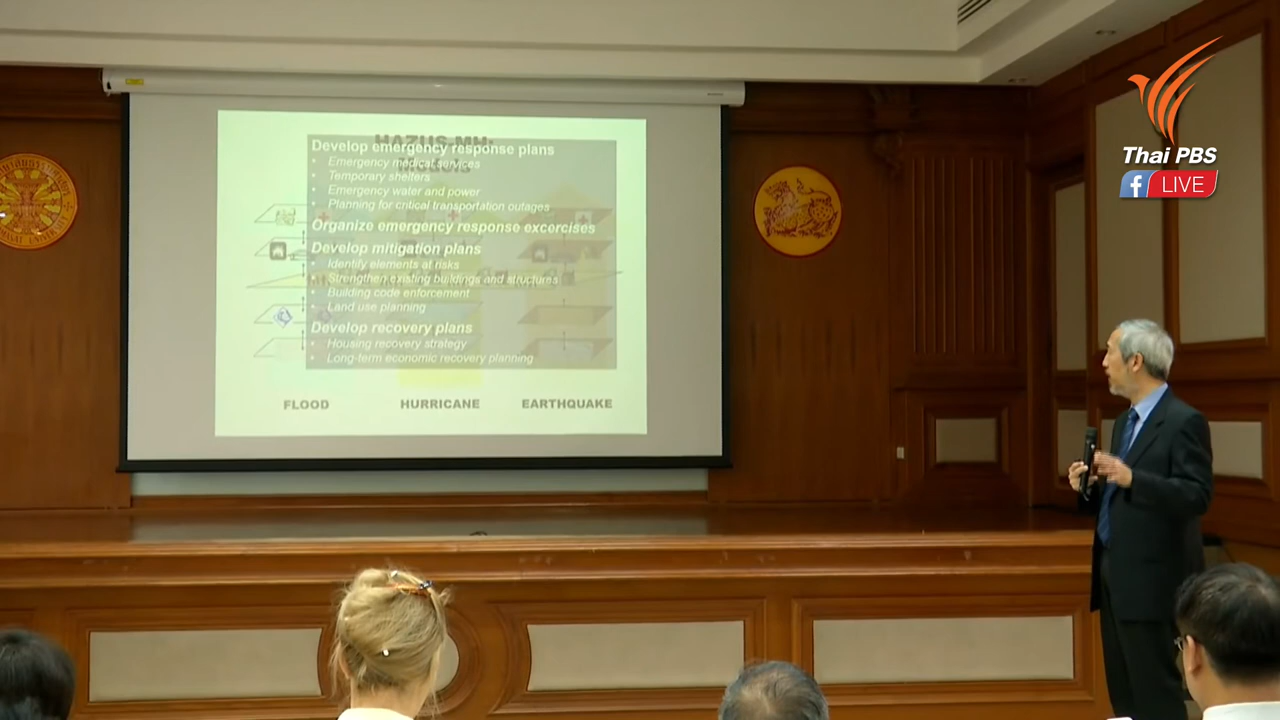 Thai PBS
f LIVE
HAZUS-MH:
Models
Develop emergency response plans
• Emergency medical services
• Temporary shelters
• Emergency water and power
• Planning for critical transportation outages
Organize emergency response excercises
Develop mitigation plans
• Identify elements at risks
• Strengthen existing buildings and structures
• Building code enforcement
• Land use planning
Develop recovery plans
• Housing recovery strategy
• Long-term economic recovery planning
FLOOD HURRICANE EARTHQUAKE